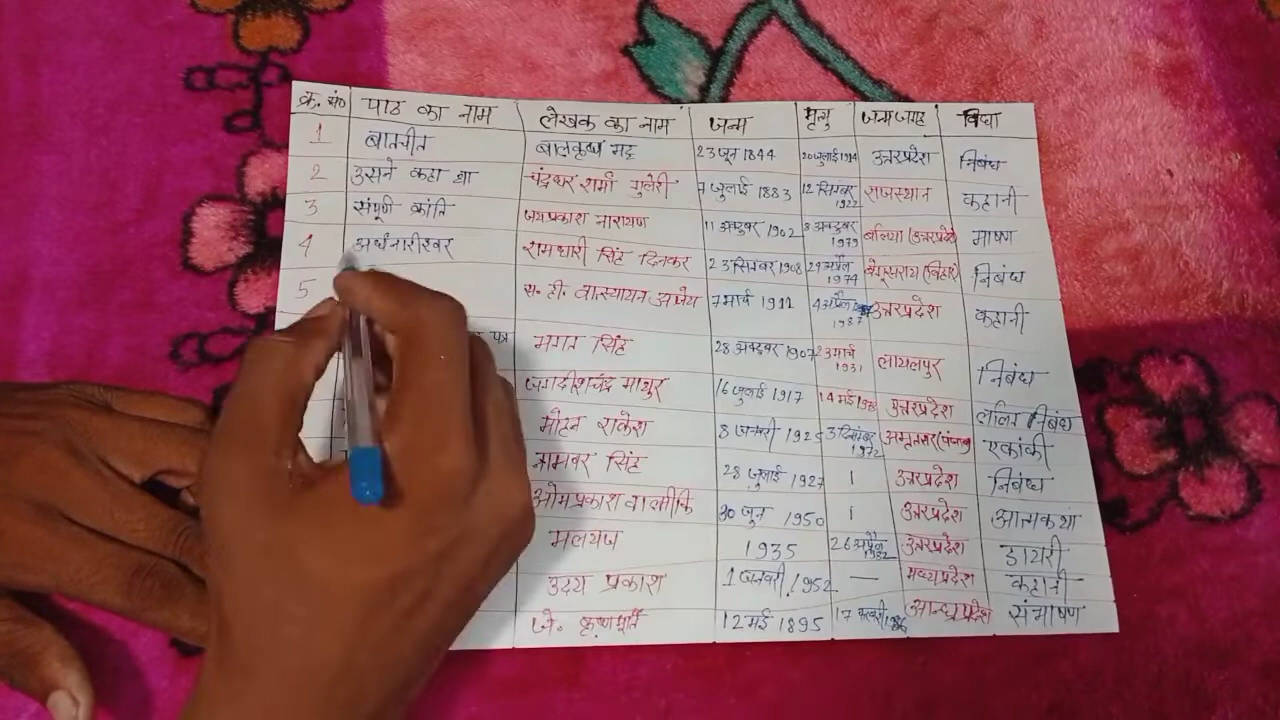 क्र. सं० पाठ का नाम लेखक का नाम जन्म मृत्यु जन्म जगह विधा
1 बातचीत बालकृष्ण भट्ट 23 जून 1844 20 जुलाई 1914 उत्तरप्रदेश निबंध
2 उसने कहा था चंद्रधर शर्मा गुलेरी 7 जुलाई 1883 12 सितम्बर 1922 राजस्थान कहानी
3 संपूर्ण क्रांति जयप्रकाश नारायण 11 अक्टुबर 1902 8 अक्टूबर 1979 बलिया (उत्तरप्रदेश) भाषण
4 अर्धनारीश्वर रामधारी सिंह दिनकर 23 सितम्बर 1908 24 अप्रैल 1974 बेगूसराय (बिहार) निबंध
5 स. ही. वात्स्यायन अज्ञेय 7 मार्च 1911 4 अप्रैल 1987 उत्तरप्रदेश कहानी
पत्र भगत सिंह 28 अक्टूबर 1907 23 मार्च 1931 लायलपुर निबंध
जगदीशचंद्र माथुर 16 जुलाई 1917 14 मई 1978 उत्तरप्रदेश ललित निबंध
मोहन राकेश 8 जनवरी 1925 3 दिसम्बर 1972 अमृतसर (पंजाब) एकांकी
नामवर सिंह 28 जुलाई 1927 । उत्तरप्रदेश निबंध
ओमप्रकाश वाल्मीकि 30 जून 1950 । उत्तरप्रदेश आत्मकथा
मलयज 1935 26 अप्रैल 1982 उत्तरप्रदेश डायरी
उदय प्रकाश 1 जनवरी, 1952 — मध्यप्रदेश कहानी
जे. कृष्णमूर्ति 12 मई 1895 17 फरवरी 1986 आन्ध्रप्रदेश संभाषण